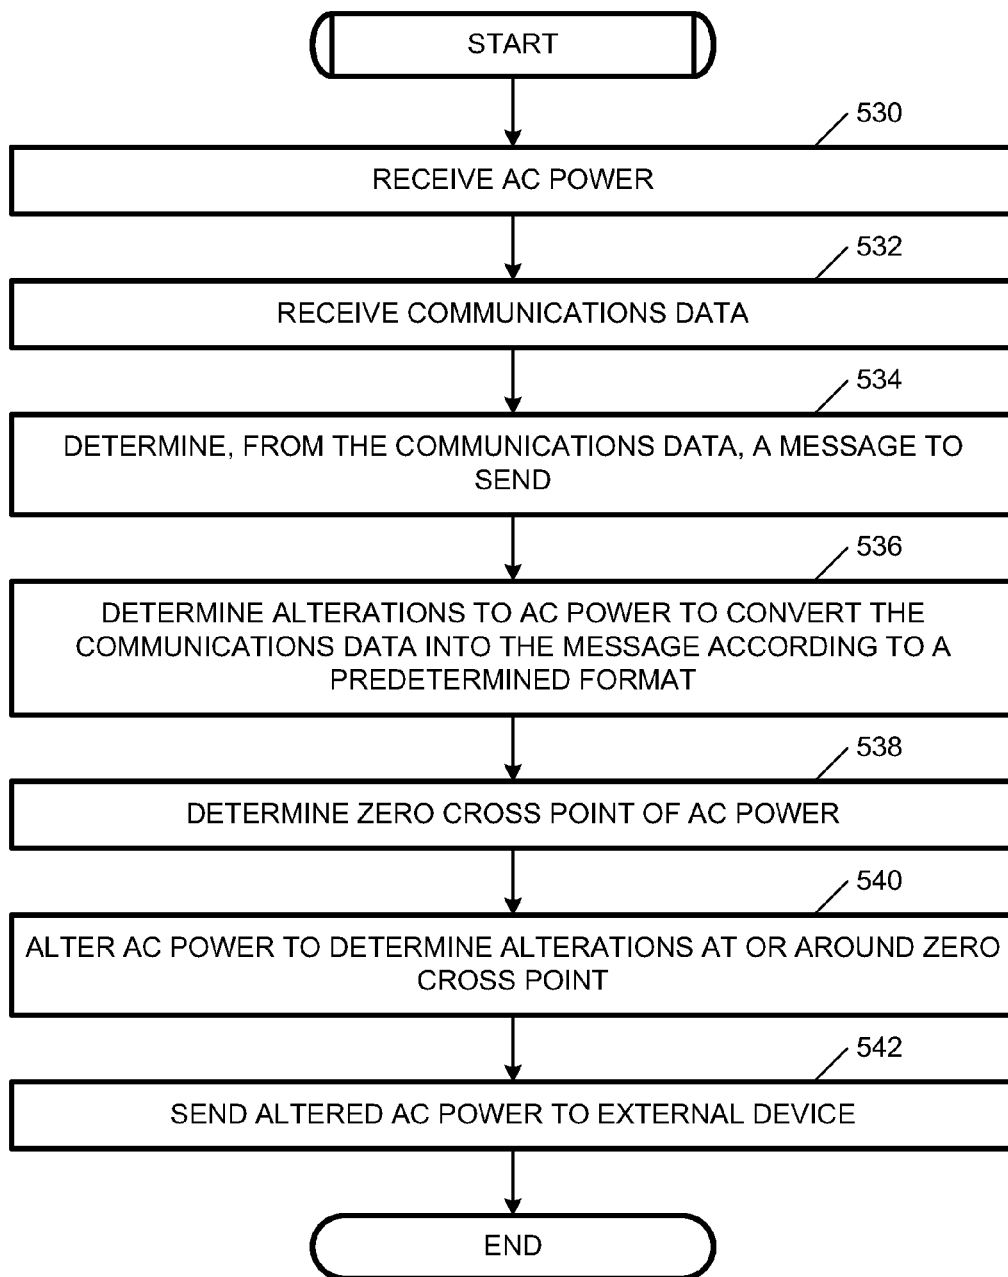 START
530
RECEIVE AC POWER
532
RECEIVE COMMUNICATIONS DATA
534
DETERMINE, FROM THE COMMUNICATIONS DATA, A MESSAGE TO
SEND
536
DETERMINE ALTERATIONS TO AC POWER TO CONVERT THE
COMMUNICATIONS DATA INTO THE MESSAGE ACCORDING TO A
PREDETERMINED FORMAT
538
DETERMINE ZERO CROSS POINT OF AC POWER
540
ALTER AC POWER TO DETERMINE ALTERATIONS AT OR AROUND ZERO
CROSS POINT
542
SEND ALTERED AC POWER TO EXTERNAL DEVICE
END